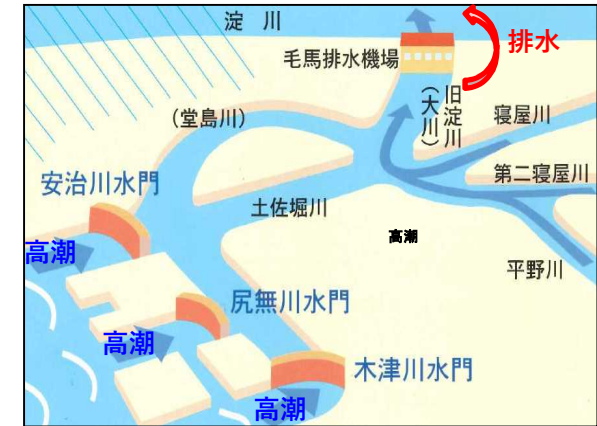 淀川
排水
毛馬排水機場
旧淀川
(大川)
寝屋川
(堂島川)
第二寝屋川
安治川水門
土佐堀川
高潮
高潮
平野川
尻無川水門
高潮
木津川水門
高潮